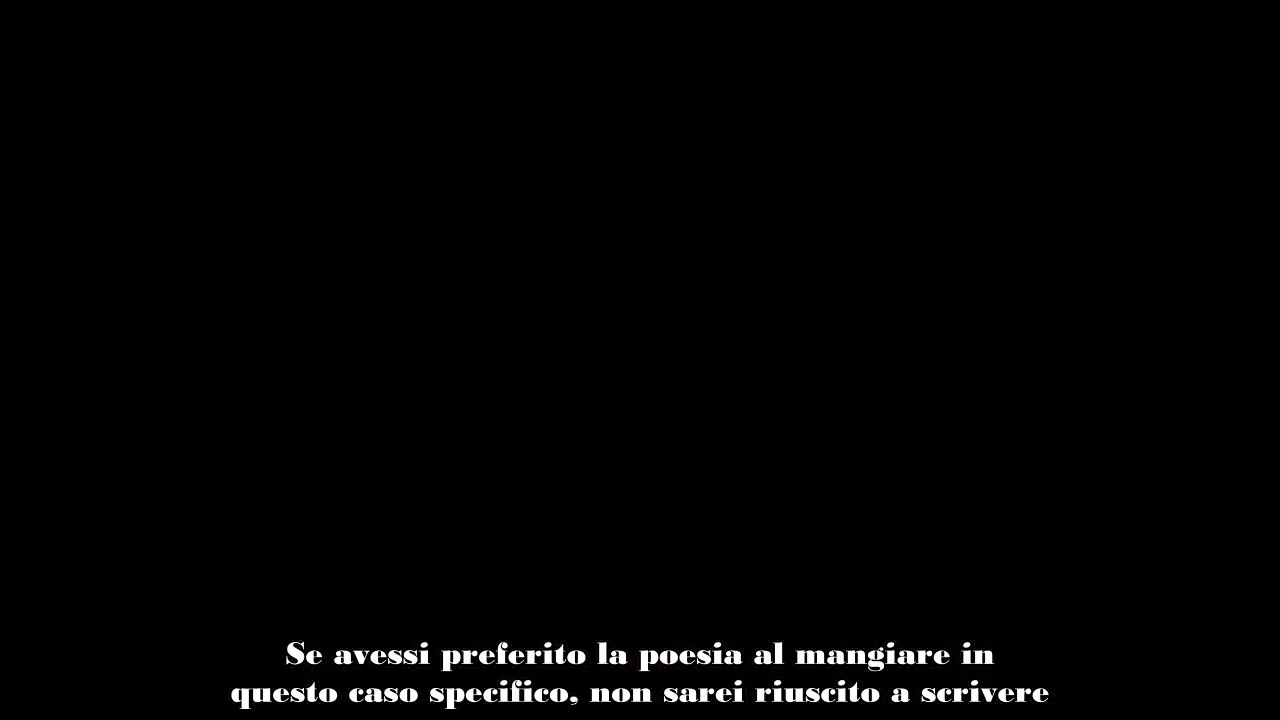 Se avessi preferito la poesia al mangiare in
questo caso specifico, non sarei riuscito a scrivere